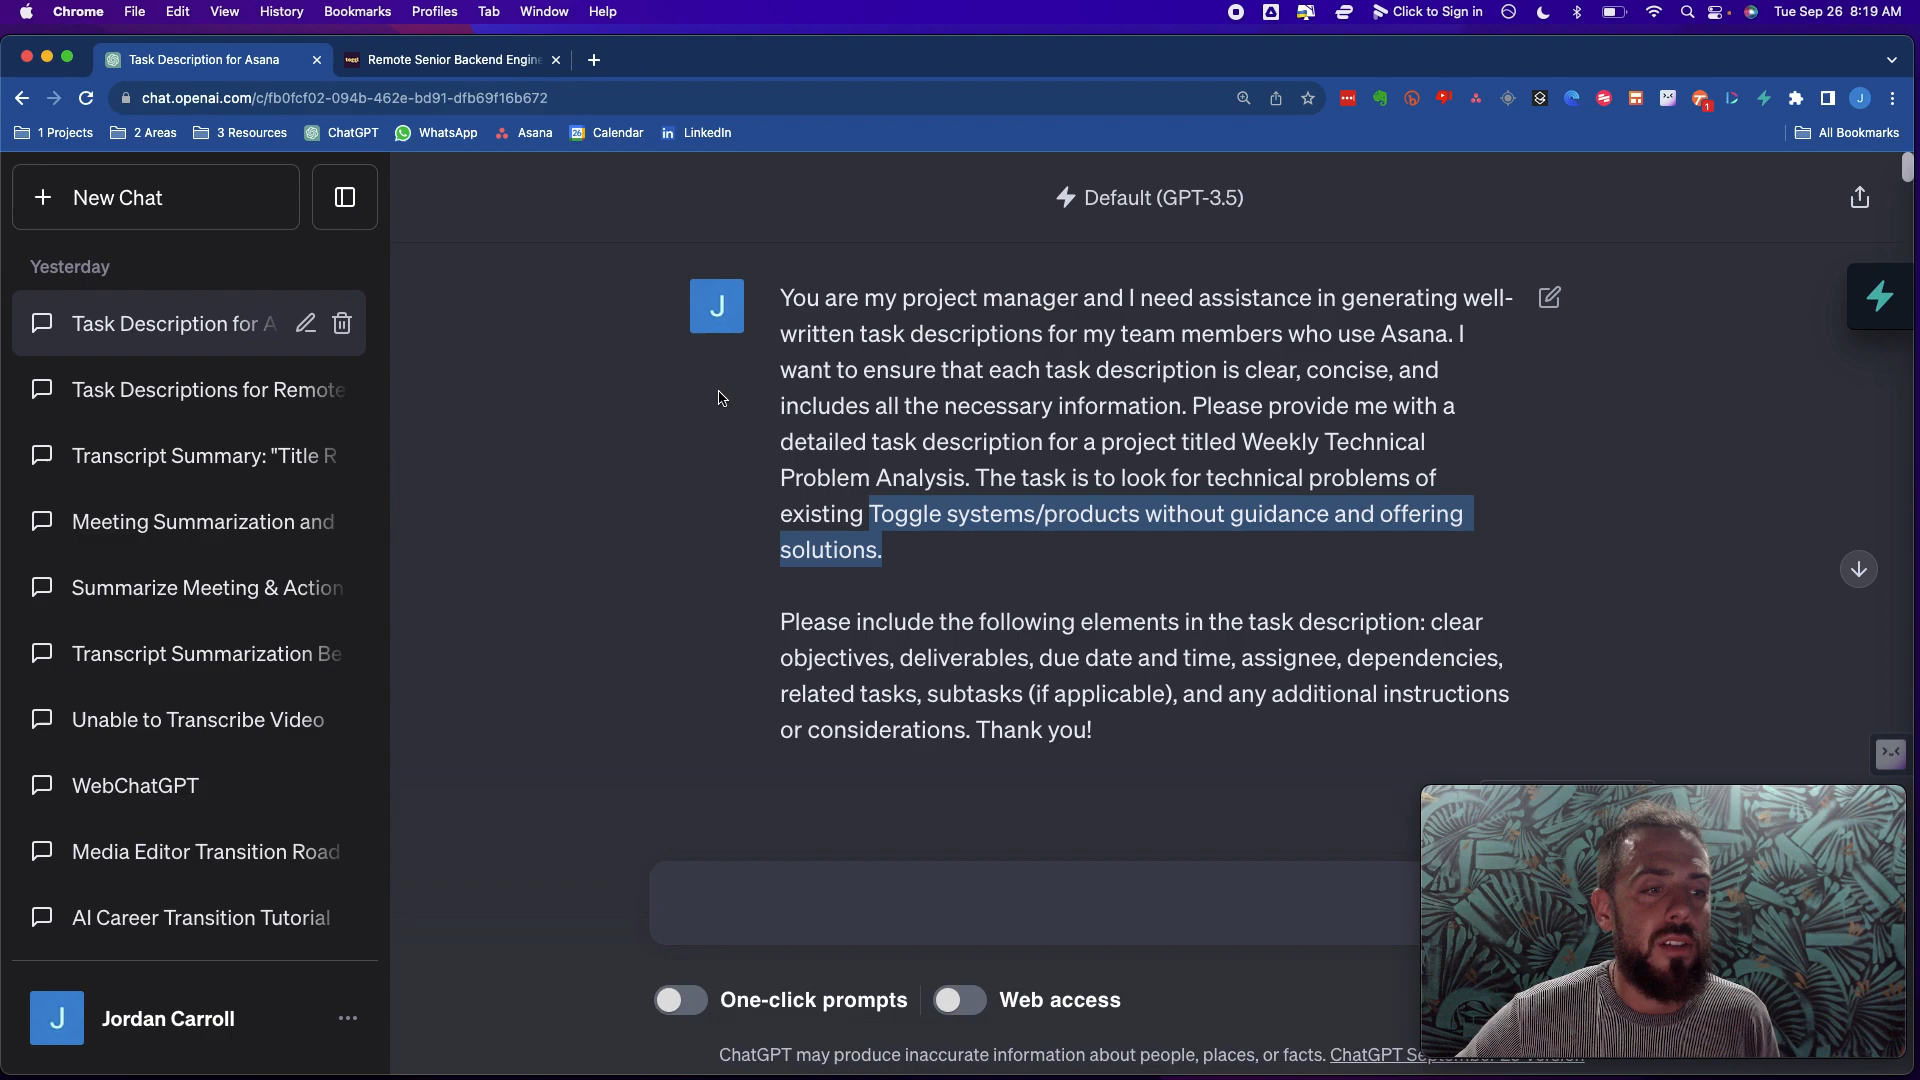 Chrome File Edit View History Bookmarks Profiles Tab Window Help Click to Sign in Tue Sep 26 8:19 AM
Task Description for Asana
toggl Remote Senior Backend Engin
chat.openai.com/c/fb0fcf02-094b-462e-bd91-dfb69f16b672
1 Projects 2 Areas 3 Resources ChatGPT WhatsApp 26 Calendar Asana in LinkedIn All Bookmarks
New Chat
Default (GPT-3.5)
Yesterday
Task Description for A
Task Descriptions for Remote
Transcript Summary: "Title R
Meeting Summarization and
Summarize Meeting & Action
Transcript Summarization Be
Unable to Transcribe Video
WebChatGPT
Media Editor Transition Road
AI Career Transition Tutorial
J Jordan Carroll
J
You are my project manager and I need assistance in generating well-
written task descriptions for my team members who use Asana. I
want to ensure that each task description is clear, concise, and
includes all the necessary information. Please provide me with a
detailed task description for a project titled Weekly Technical
Problem Analysis. The task is to look for technical problems of
existing Toggle systems/products without guidance and offering
solutions.
Please include the following elements in the task description: clear
objectives, deliverables, due date and time, assignee, dependencies,
related tasks, subtasks (if applicable), and any additional instructions
or considerations. Thank you!
One-click prompts Web access
ChatGPT may produce inaccurate information about people, places, or facts. ChatGPT